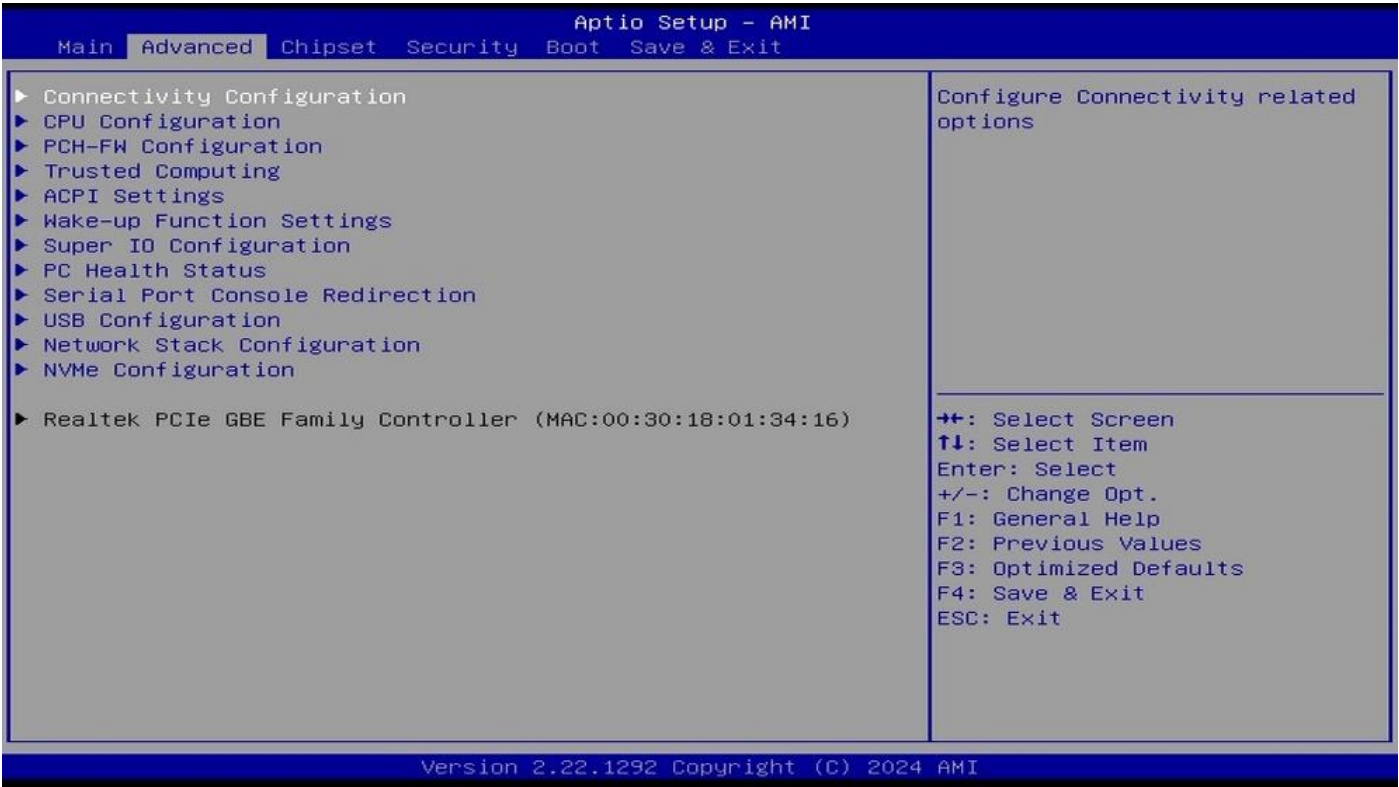 Aptio Setup – AMI
Main Advanced Chipset Security Boot Save & Exit
▶ Connectivity Configuration
▶ CPU Configuration
▶ PCH-FW Configuration
▶ Trusted Computing
▶ ACPI Settings
▶ Wake-up Function Settings
▶ Super IO Configuration
▶ PC Health Status
▶ Serial Port Console Redirection
▶ USB Configuration
▶ Network Stack Configuration
▶ NVMe Configuration
▶ Realtek PCIe GBE Family Controller (MAC:00:30:18:01:34:16)
Configure Connectivity related
options
→←: Select Screen
↑↓: Select Item
Enter: Select
+/-: Change Opt.
F1: General Help
F2: Previous Values
F3: Optimized Defaults
F4: Save & Exit
ESC: Exit
Version 2.22.1292 Copyright (C) 2024 AMI